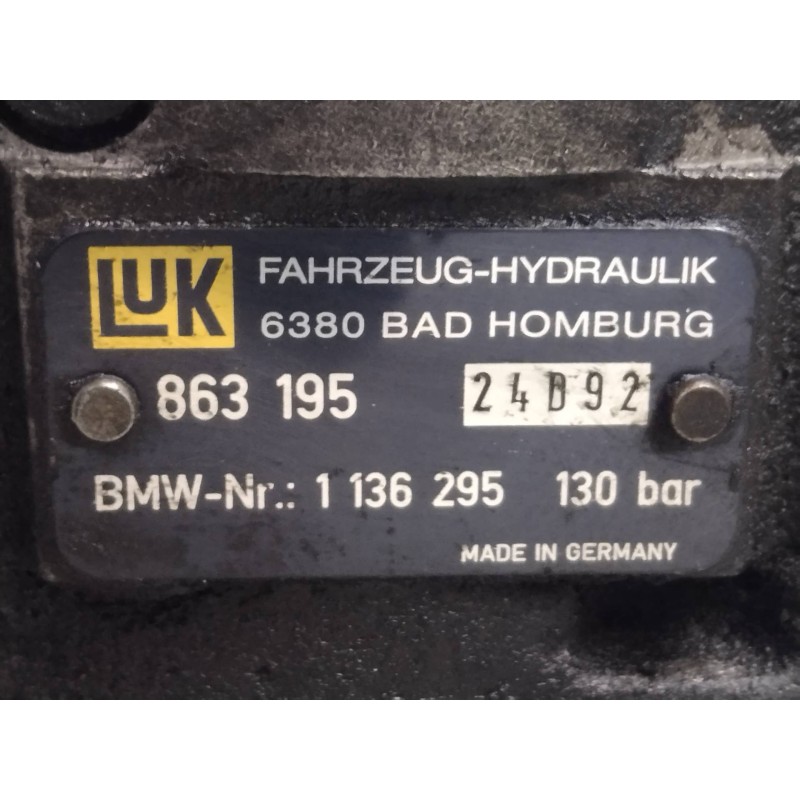 LUK
FAHRZEUG-HYDRAULIK
6380 BAD HOMBURG
863 195 24D92
BMW-Nr.: 1 136 295 130 bar
MADE IN GERMANY